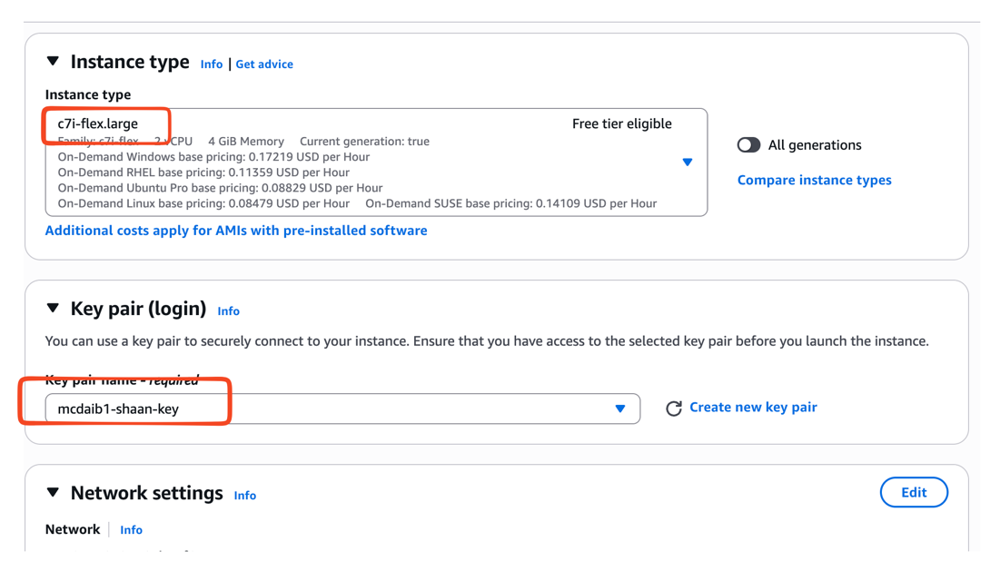 Instance type Info | Get advice
Instance type
c7i-flex.large Free tier eligible
Family: c7i-flex 2 vCPU 4 GiB Memory Current generation: true
On-Demand Windows base pricing: 0.17219 USD per Hour
On-Demand RHEL base pricing: 0.11359 USD per Hour
On-Demand Ubuntu Pro base pricing: 0.08829 USD per Hour
On-Demand Linux base pricing: 0.08479 USD per Hour On-Demand SUSE base pricing: 0.14109 USD per Hour
All generations
Compare instance types
Additional costs apply for AMIs with pre-installed software
Key pair (login) Info
You can use a key pair to securely connect to your instance. Ensure that you have access to the selected key pair before you launch the instance.
Key pair name - required
mcdaib1-shaan-key
Create new key pair
Network settings Info
Edit
Network Info